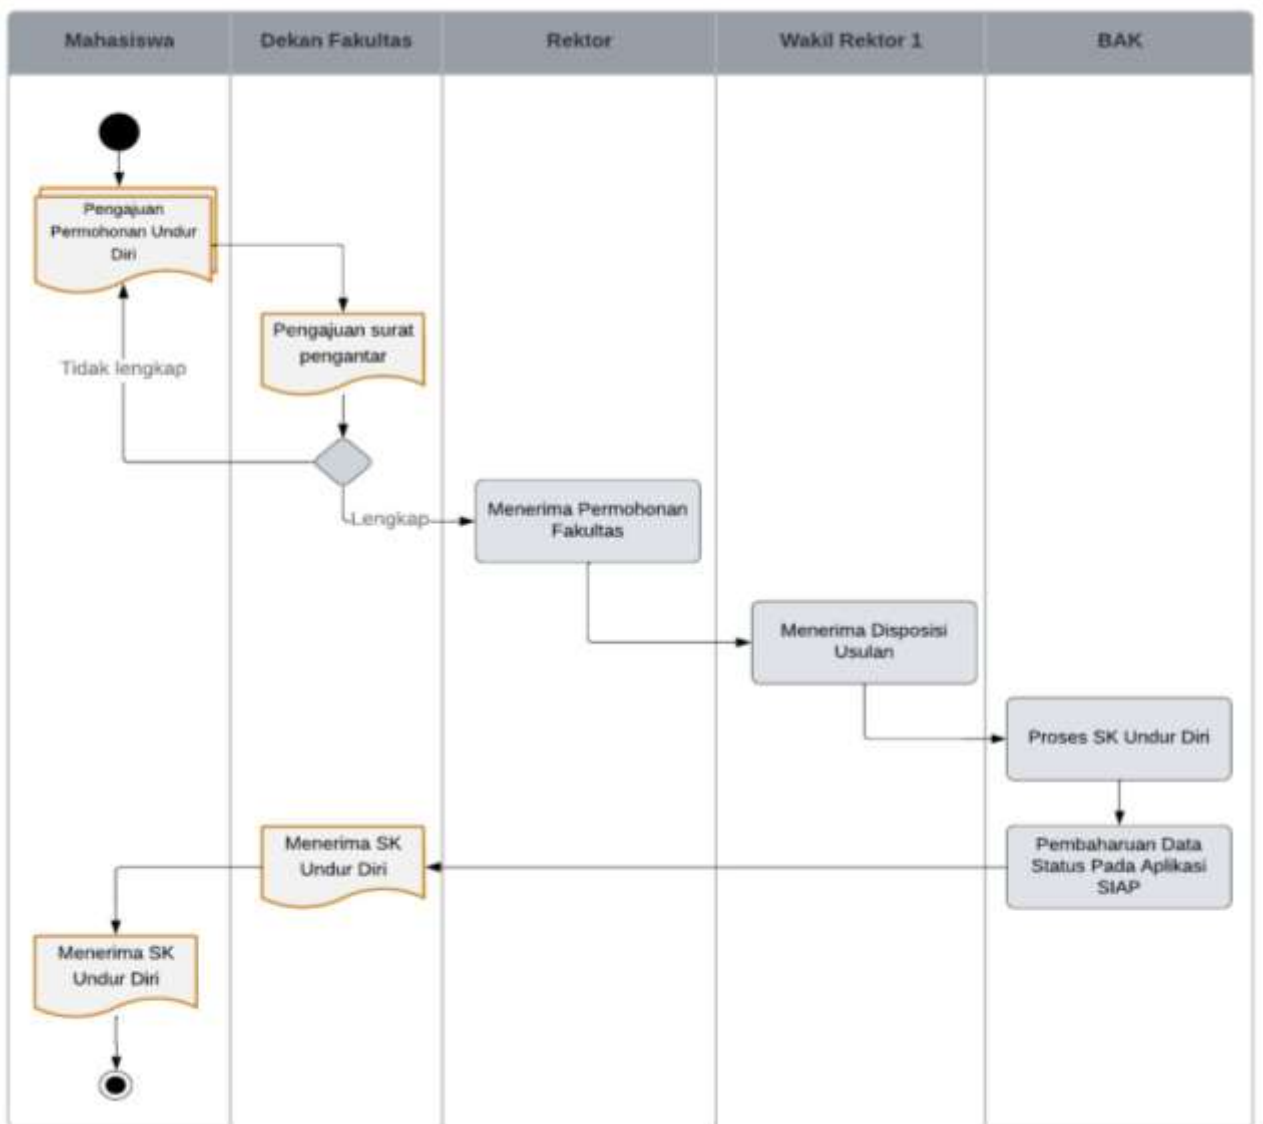 Mahasiswa
Dekan Fakultas
Rektor
Wakil Rektor 1
BAK
Pengajuan
Permohonan Undur
Diri
Pengajuan surat
pengantar
Tidak lengkap
Lengkap
Menerima Permohonan
Fakultas
Menerima Disposisi
Usulan
Proses SK Undur Diri
Pembaharuan Data
Status Pada Aplikasi
SIAP
Menerima SK
Undur Diri
Menerima SK
Undur Diri